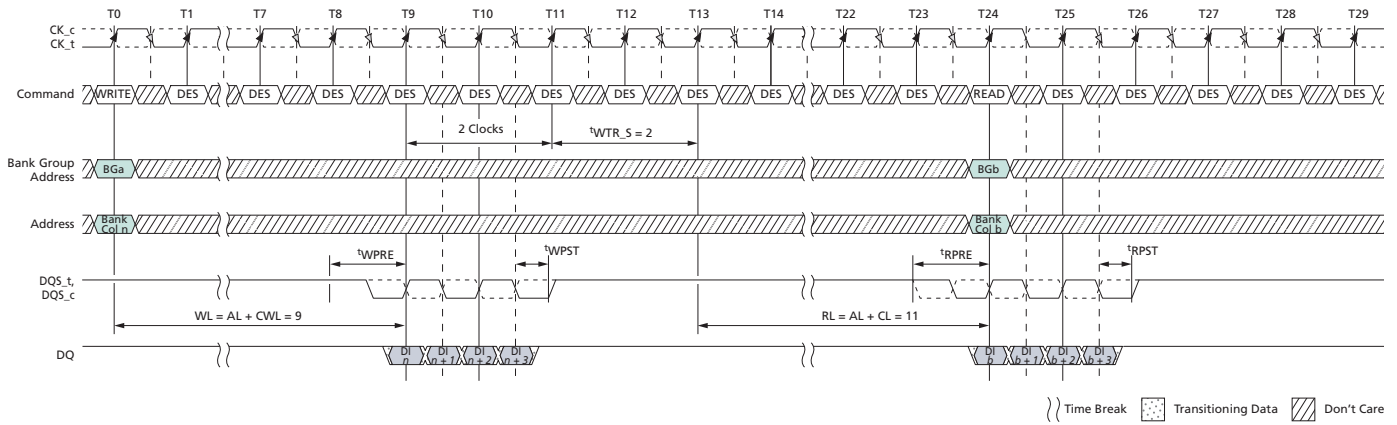 T0 T1 T7 T8 T9 T10 T11 T12 T13 T14 T22 T23 T24 T25 T26 T27 T28 T29
CK_c
CK_t
Command WRITE DES DES DES DES DES DES DES DES DES DES DES READ DES DES DES DES DES
2 Clocks tWTR_S = 2
Bank Group
Address BGa BGb
Address Bank
Col n Bank
Col b
tWPRE tWPST tRPRE tRPST
DQS_t,
DQS_c
WL = AL + CWL = 9 RL = AL + CL = 11
DQ DI
n DI
n + 1 DI
n + 2 DI
n + 3 DI
b DI
b + 1 DI
b + 2 DI
b + 3
Time Break Transitioning Data Don't Care